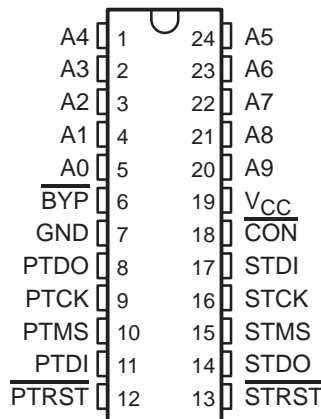 A4 1 24 A5
A3 2 23 A6
A2 3 22 A7
A1 4 21 A8
A0 5 20 A9
BYP 6 19 VCC
GND 7 18 CON
PTDO 8 17 STDI
PTCK 9 16 STCK
PTMS 10 15 STMS
PTDI 11 14 STDO
PTRST 12 13 STRST